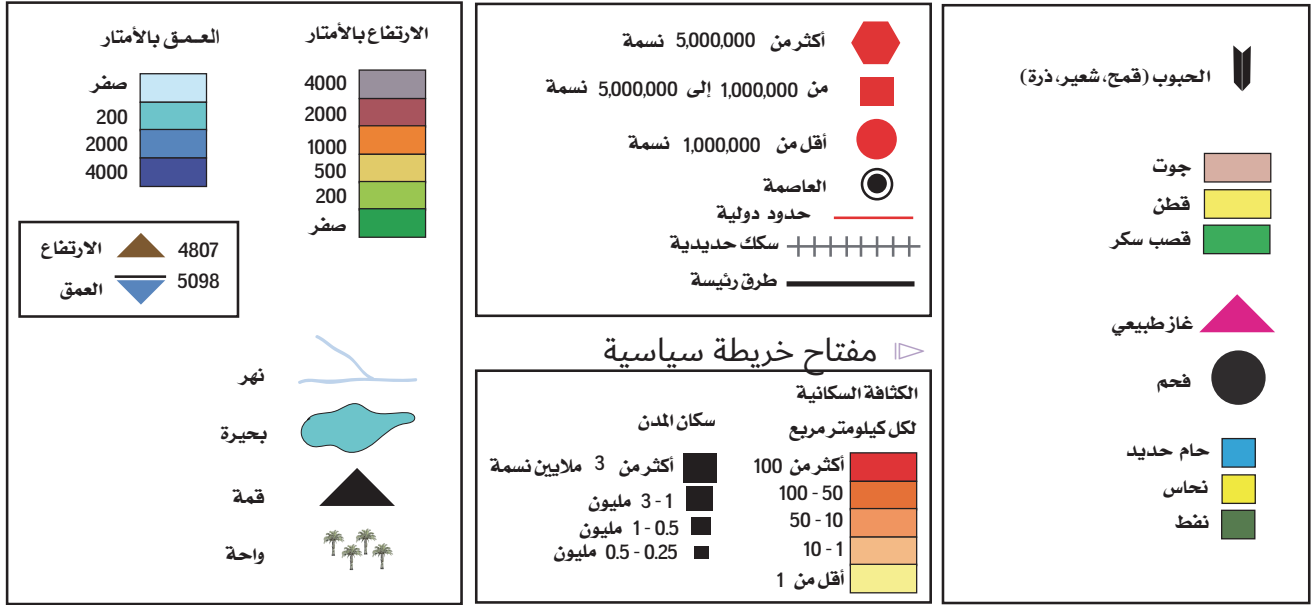 الحبوب (قمح، شعير، ذرة)
جوت
قطن
قصب سكر
غاز طبيعي
فحم
حام حديد
نحاس
نفط
أكثر من 5,000,000 نسمة
من 1,000,000 إلى 5,000,000 نسمة
أقل من 1,000,000 نسمة
العاصمة
حدود دولية
سكك حديدية
طرق رئيسة
مفتاح خريطة سياسية
الكثافة السكانية
لكل كيلومتر مربع
أكثر من 100
100 - 50
50 - 10
10 - 1
أقل من 1
سكان المدن
أكثر من 3 ملايين نسمة
3 - 1 مليون
1 - 0.5 مليون
0.5 - 0.25 مليون
الارتفاع بالأمتار
4000
2000
1000
500
200
صفر
العمـق بالأمتار
صفر
200
2000
4000
4807 الارتفاع
5098 العمق
نهر
بحيرة
قمة
واحة